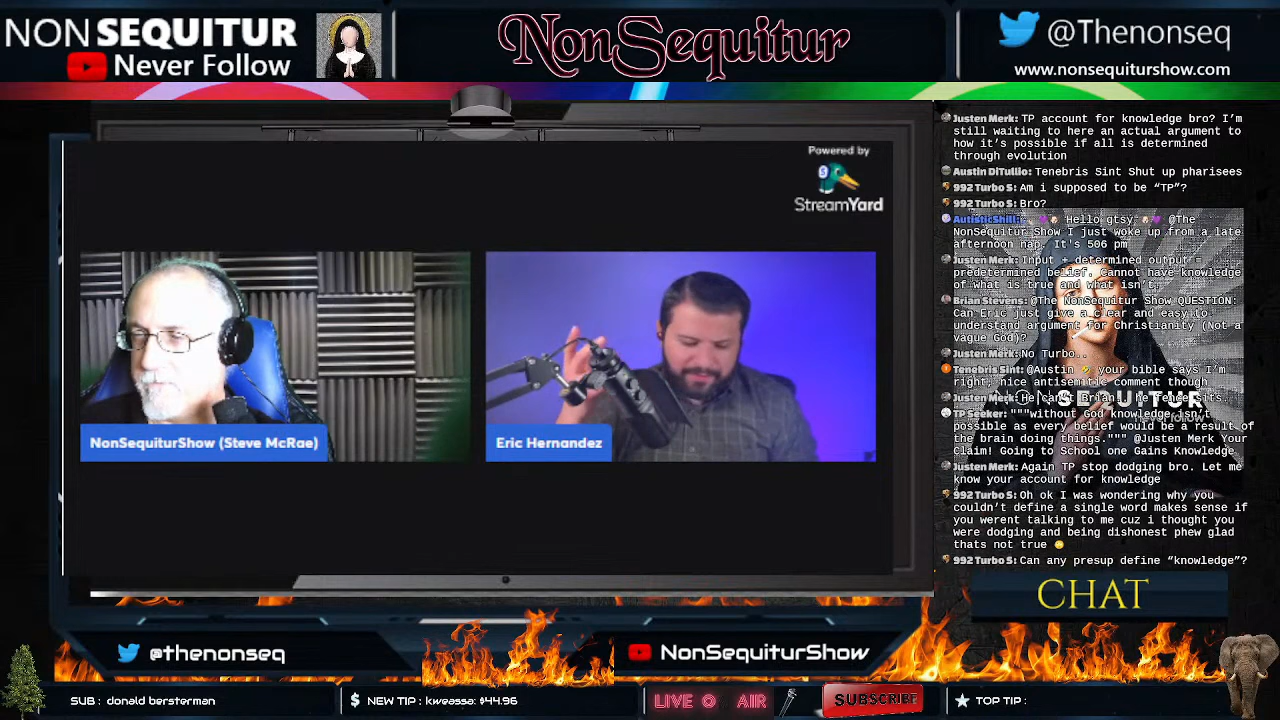 NON SEQUITUR
Never Follow
NonSequitur
@Thenonseq
www.nonsequiturshow.com
Powered by
StreamYard
NonSequiturShow (Steve McRae)
Eric Hernandez
Justen Merk: TP account for knowledge bro? I'm
still waiting to here an actual argument to
how it's possible if all is determined
through evolution
Austin DiTullio: Tenebris Sint Shut up pharisees
992 Turbo S: Am i supposed to be “TP”?
992 Turbo S: Bro?
AutisticShill: Hello gtsy @The
NonSequitur Show I just woke up from a late
afternoon nap. It's 506 pm
Justen Merk: Input + determined output =
predetermined belief. Cannot have knowledge
of what is true and what isn't.
Brian Stevens: @The NonSequitur Show QUESTION:
Can Eric just give a clear and easy to
understand argument for Christianity (Not a
vague God)?
Justen Merk: No Turbo..
Tenebris Sint: @Austin your bible says I'm
right, nice antisemitic comment though
Justen Merk: He can't Brian. He
SEQUITUR
TP Seeker: """without God knowledge isn't
possible as every belief would be a result of
the brain doing things.""" @Justen Merk Your
Claim! Going to School one Gains Knowledge
Justen Merk: Again TP stop dodging bro. Let me
know your account for knowledge
992 Turbo S: Oh ok I was wondering why you
couldn't define a single word makes sense if
you werent talking to me cuz i thought you
were dodging and being dishonest phew glad
thats not true
992 Turbo S: Can any presup define “knowledge”?
CHAT
@thenonseq
NonSequiturShow
SUB : donald bersterman
$ NEW TIP : kweassa: $44.96
LIVE AIR
SUBSCRIBE
TOP TIP :